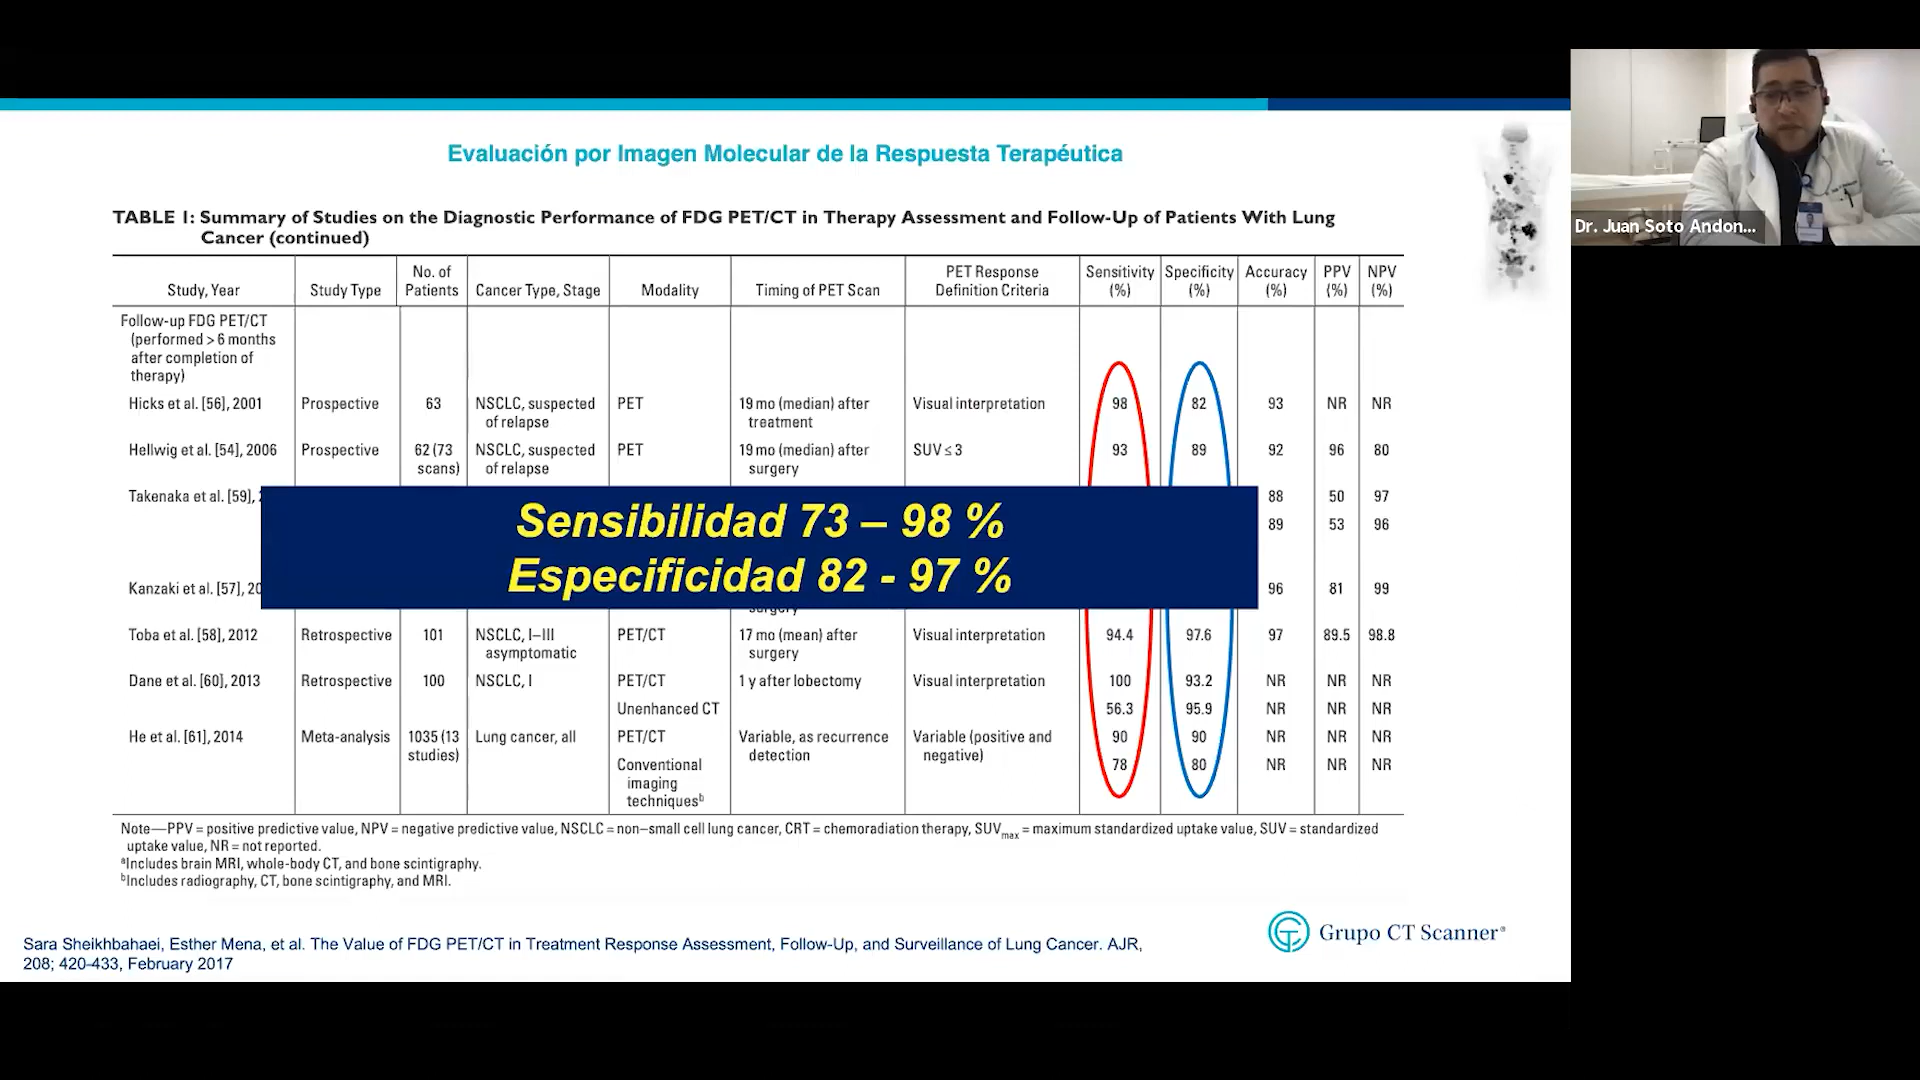 Evaluación por Imagen Molecular de la Respuesta Terapéutica
Dr. Juan Soto Andon...
TABLE 1: Summary of Studies on the Diagnostic Performance of FDG PET/CT in Therapy Assessment and Follow-Up of Patients With Lung
Cancer (continued)
Study, Year | Study Type | No. of Patients | Cancer Type, Stage | Modality | Timing of PET Scan | PET Response Definition Criteria | Sensitivity (%) | Specificity (%) | Accuracy (%) | PPV (%) | NPV (%)
Follow-up FDG PET/CT
(performed > 6 months
after completion of
therapy)
Hicks et al. [56], 2001 Prospective 63 NSCLC, suspected PET 19 mo (median) after Visual interpretation 98 82 93 NR NR
of relapse treatment
Hellwig et al. [54], 2006 Prospective 62 (73 NSCLC, suspected PET 19 mo (median) after SUV ≤ 3 93 89 92 96 80
scans) of relapse surgery
Takenaka et al. [59], 88 50 97
Sensibilidad 73 – 98 %
89 53 96
Especificidad 82 - 97 %
Kanzaki et al. [57], 20 96 81 99
surgery
Toba et al. [58], 2012 Retrospective 101 NSCLC, I–III PET/CT 17 mo (mean) after Visual interpretation 94.4 97.6 97 89.5 98.8
asymptomatic surgery
Dane et al. [60], 2013 Retrospective 100 NSCLC, I PET/CT 1 y after lobectomy Visual interpretation 100 93.2 NR NR NR
Unenhanced CT 56.3 95.9 NR NR NR
He et al. [61], 2014 Meta-analysis 1035 (13 Lung cancer, all PET/CT Variable, as recurrence Variable (positive and 90 90 NR NR NR
studies) detection negative)
Conventional 78 80 NR NR NR
imaging
techniquesᵇ
Note—PPV = positive predictive value, NPV = negative predictive value, NSCLC = non–small cell lung cancer, CRT = chemoradiation therapy, SUVmax = maximum standardized uptake value, SUV = standardized
uptake value, NR = not reported.
ᵃIncludes brain MRI, whole-body CT, and bone scintigraphy.
ᵇIncludes radiography, CT, bone scintigraphy, and MRI.
Grupo CT Scanner®
Sara Sheikhbahaei, Esther Mena, et al. The Value of FDG PET/CT in Treatment Response Assessment, Follow-Up, and Surveillance of Lung Cancer. AJR,
208; 420-433, February 2017